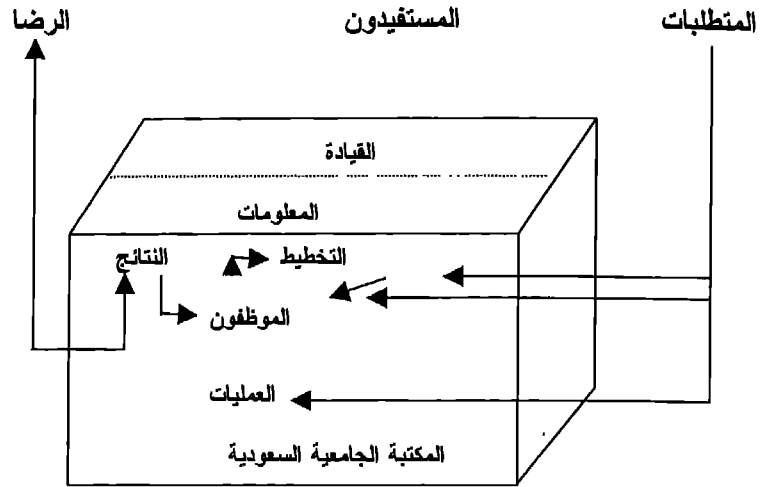 المتطلبات المستفيدون الرضا
القيادة
المعلومات
التخطيط النتائج
الموظفون
العمليات
المكتبة الجامعية السعودية